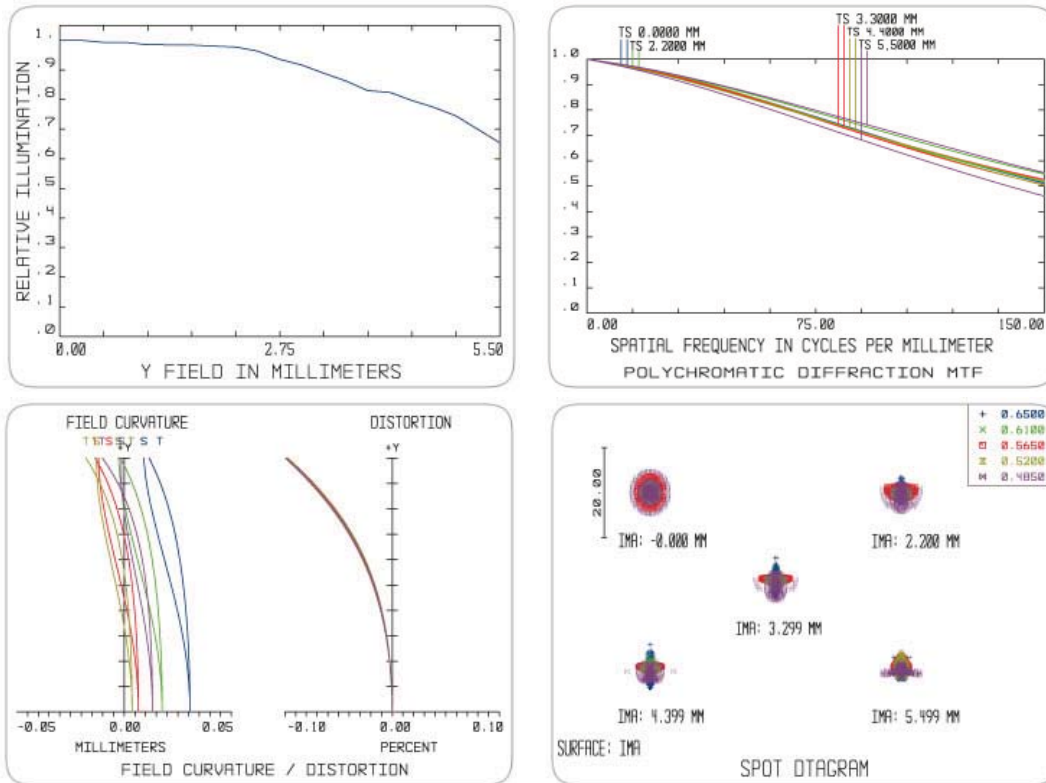 1.
.9
.8
.7
.6
.5
.4
.3
.2
.1
.0
RELATIVE ILLUMINATION
0.00 2.75 5.50
Y FIELD IN MILLIMETERS
TS 0.0000 MM
TS 2.2000 MM
TS 3.3000 MM
TS 4.4000 MM
TS 5.5000 MM
1.0
.9
.8
.7
.6
.5
.4
.3
.2
.1
.0
0.00 75.00 150.00
SPATIAL FREQUENCY IN CYCLES PER MILLIMETER
POLYCHROMATIC DIFFRACTION MTF
FIELD CURVATURE
+Y
S T
-0.05 0.00 0.05
MILLIMETERS
DISTORTION
+Y
-0.10 0.00 0.10
PERCENT
FIELD CURVATURE / DISTORTION
+ 0.6500
× 0.6100
0.5650
0.5200
0.4850
20.00
IMA: -0.000 MM
IMA: 2.200 MM
IMA: 3.299 MM
IMA: 4.399 MM
IMA: 5.499 MM
SURFACE: IMA
SPOT DTAGRAM